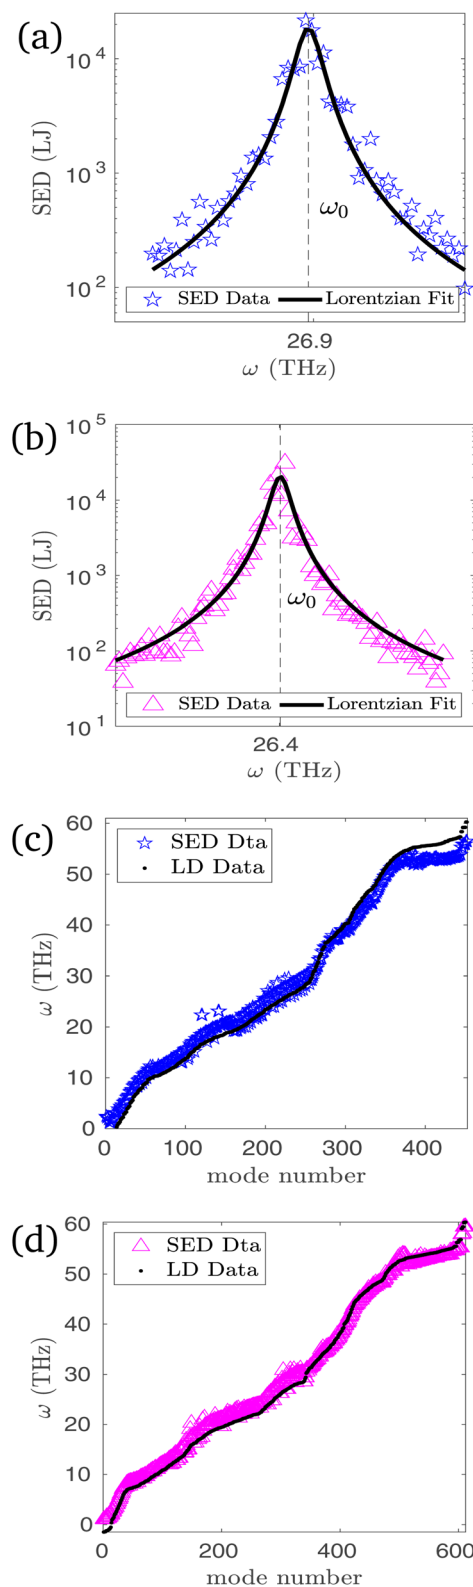 (a)
10^4
10^3
10^2
SED (LJ)
ω0
SED Data
Lorentzian Fit
26.9
ω (THz)
(b)
10^5
10^4
10^3
10^2
10^1
SED (LJ)
ω0
SED Data
Lorentzian Fit
26.4
ω (THz)
(c)
60
50
40
30
20
10
0
ω (THz)
SED Dta
LD Data
0 100 200 300 400
mode number
(d)
60
50
40
30
20
10
0
ω (THz)
SED Dta
LD Data
0 200 400 600
mode number